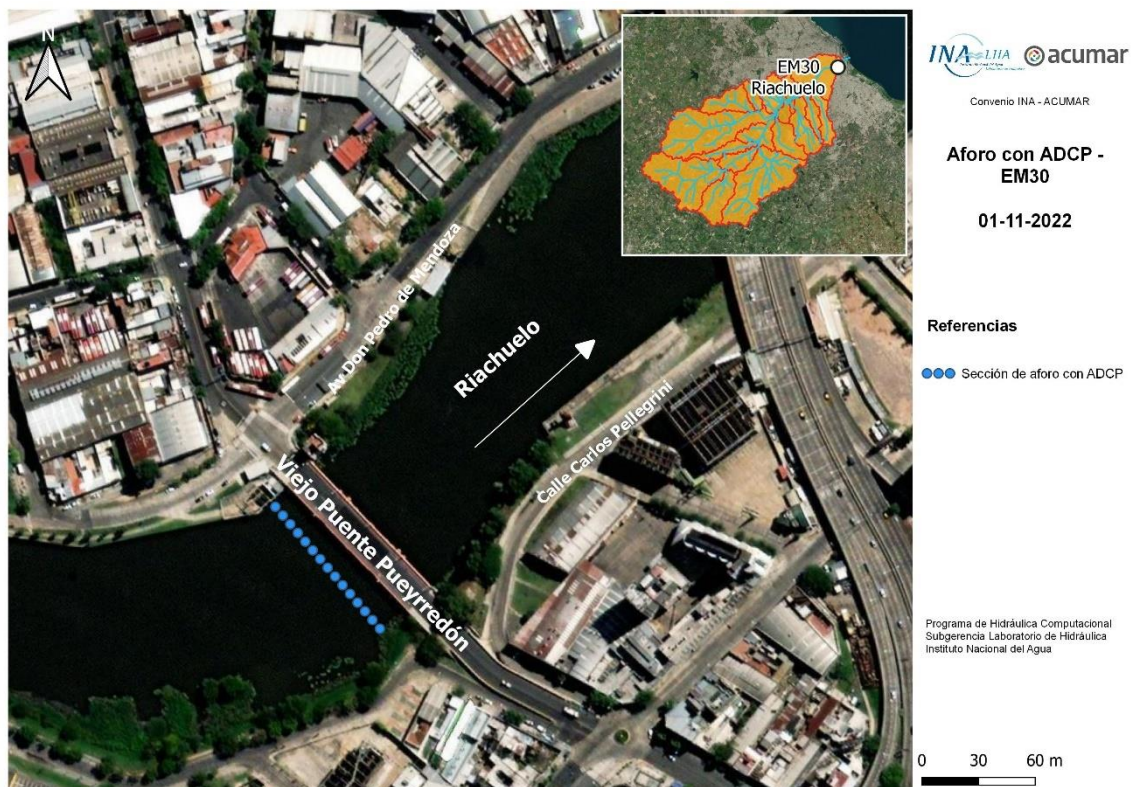 N
EM30
Riachuelo
Av Don Pedro de Mendoza
Riachuelo
Calle Carlos Pellegrini
Viejo Puente Pueyrredón
INA LHA
acumar
Convenio INA - ACUMAR
Aforo con ADCP -
EM30
01-11-2022
Referencias
Sección de aforo con ADCP
Programa de Hidráulica Computacional
Subgerencia Laboratorio de Hidráulica
Instituto Nacional del Agua
0 30 60 m